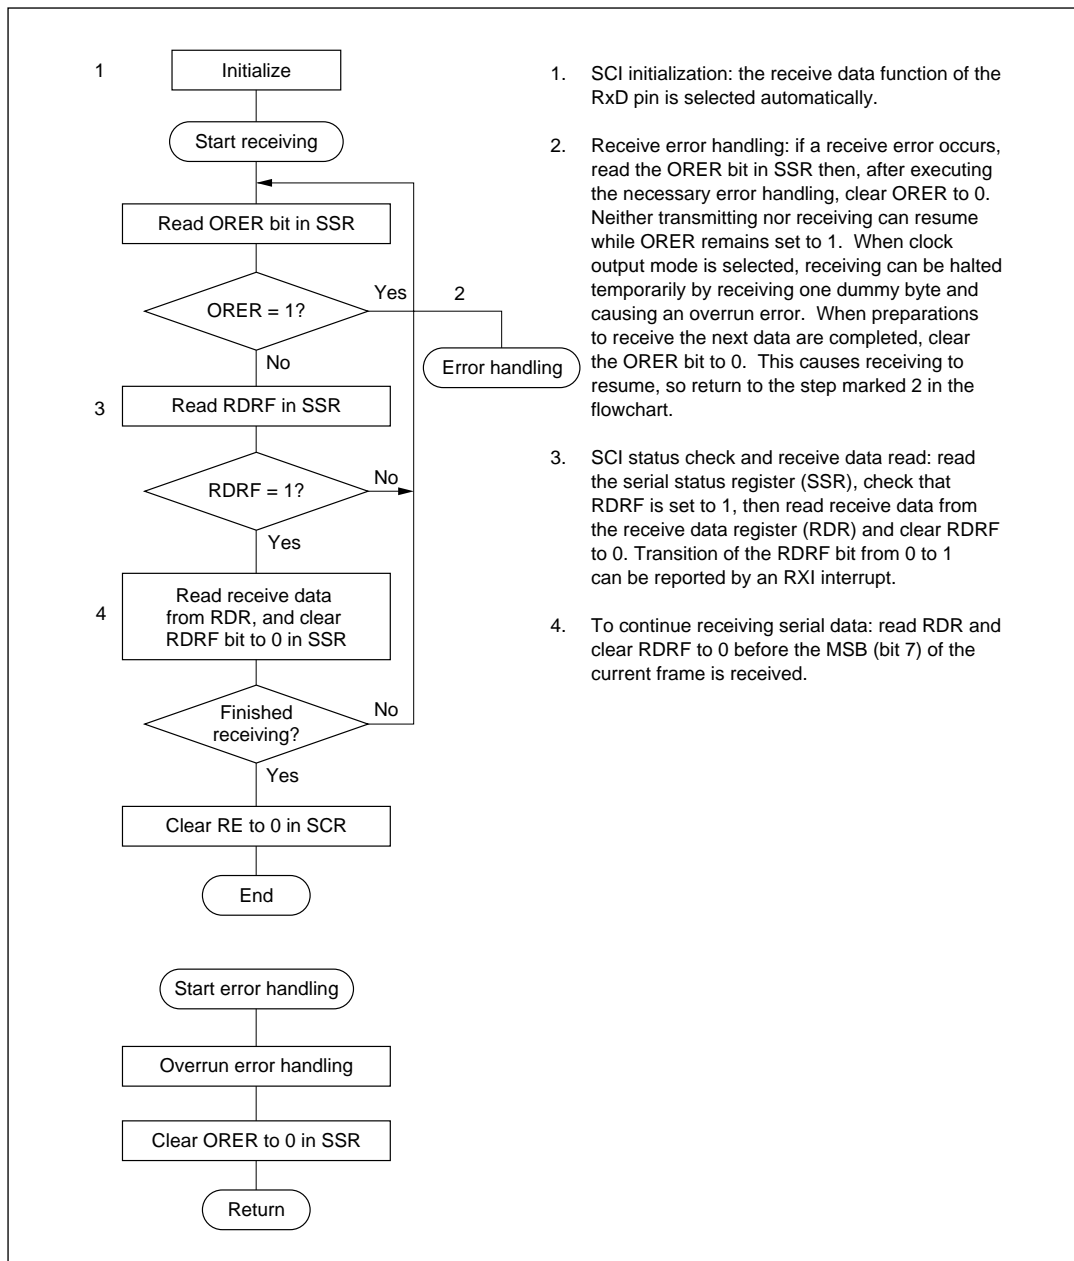 1
Initialize
Start receiving
Read ORER bit in SSR
ORER = 1?
Yes
2
Error handling
No
3
Read RDRF in SSR
RDRF = 1?
No
Yes
4
Read receive data
from RDR, and clear
RDRF bit to 0 in SSR
Finished
receiving?
No
Yes
Clear RE to 0 in SCR
End
Start error handling
Overrun error handling
Clear ORER to 0 in SSR
Return
1. SCI initialization: the receive data function of the
RxD pin is selected automatically.
2. Receive error handling: if a receive error occurs,
read the ORER bit in SSR then, after executing
the necessary error handling, clear ORER to 0.
Neither transmitting nor receiving can resume
while ORER remains set to 1. When clock
output mode is selected, receiving can be halted
temporarily by receiving one dummy byte and
causing an overrun error. When preparations
to receive the next data are completed, clear
the ORER bit to 0. This causes receiving to
resume, so return to the step marked 2 in the
flowchart.
3. SCI status check and receive data read: read
the serial status register (SSR), check that
RDRF is set to 1, then read receive data from
the receive data register (RDR) and clear RDRF
to 0. Transition of the RDRF bit from 0 to 1
can be reported by an RXI interrupt.
4. To continue receiving serial data: read RDR and
clear RDRF to 0 before the MSB (bit 7) of the
current frame is received.